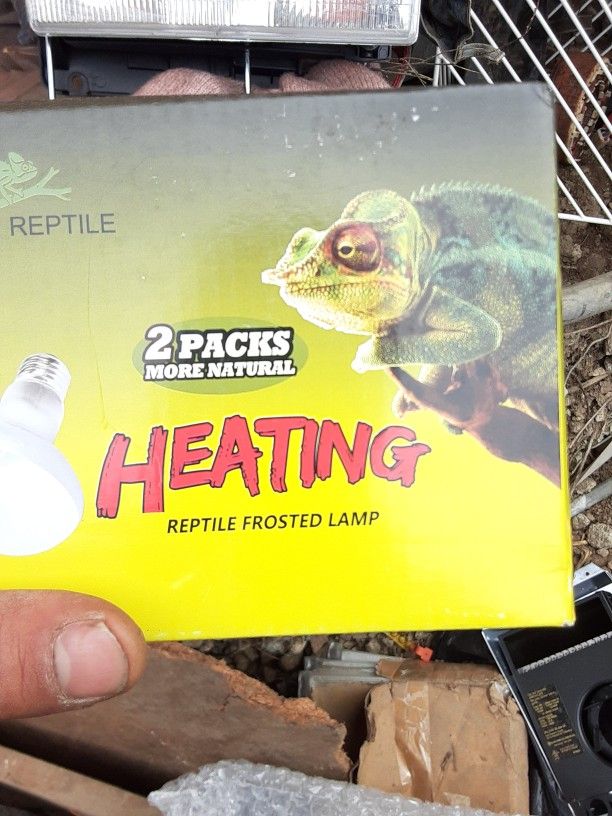 REPTILE
2 PACKS
MORE NATURAL
HEATING
REPTILE FROSTED LAMP